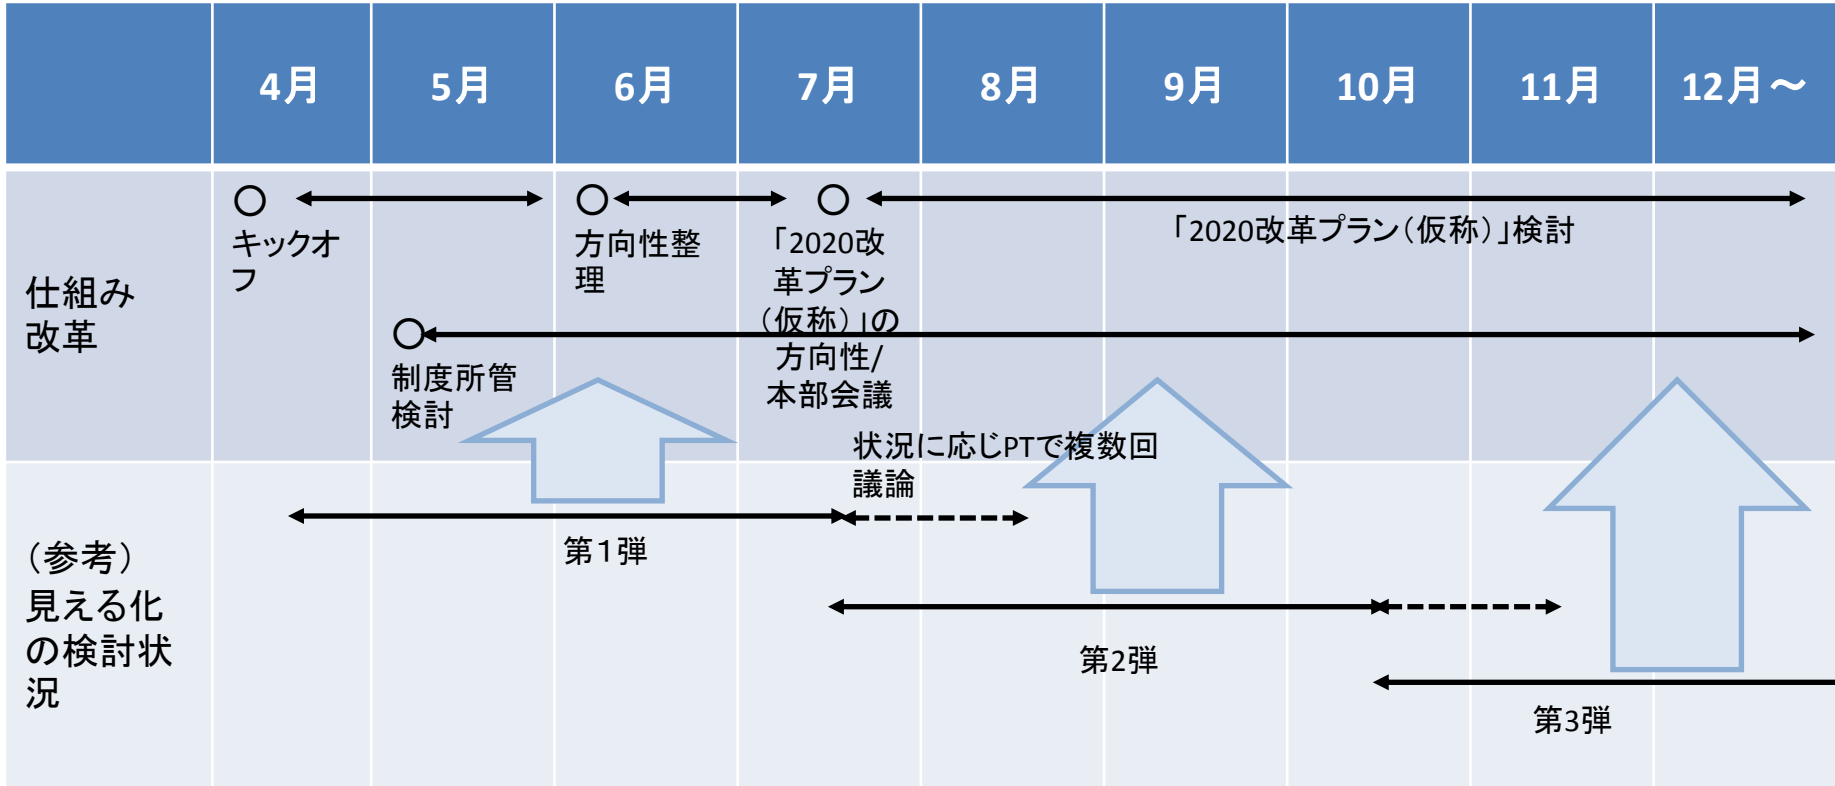 4月 5月 6月 7月 8月 9月 10月 11月 12月～
仕組み
改革
キックオ
フ
方向性整
理
「2020改
革プラン
（仮称）」の
方向性/
本部会議
「2020改革プラン（仮称）」検討
制度所管
検討
状況に応じPTで複数回
議論
（参考）
見える化
の検討状
況
第１弾
第2弾
第3弾